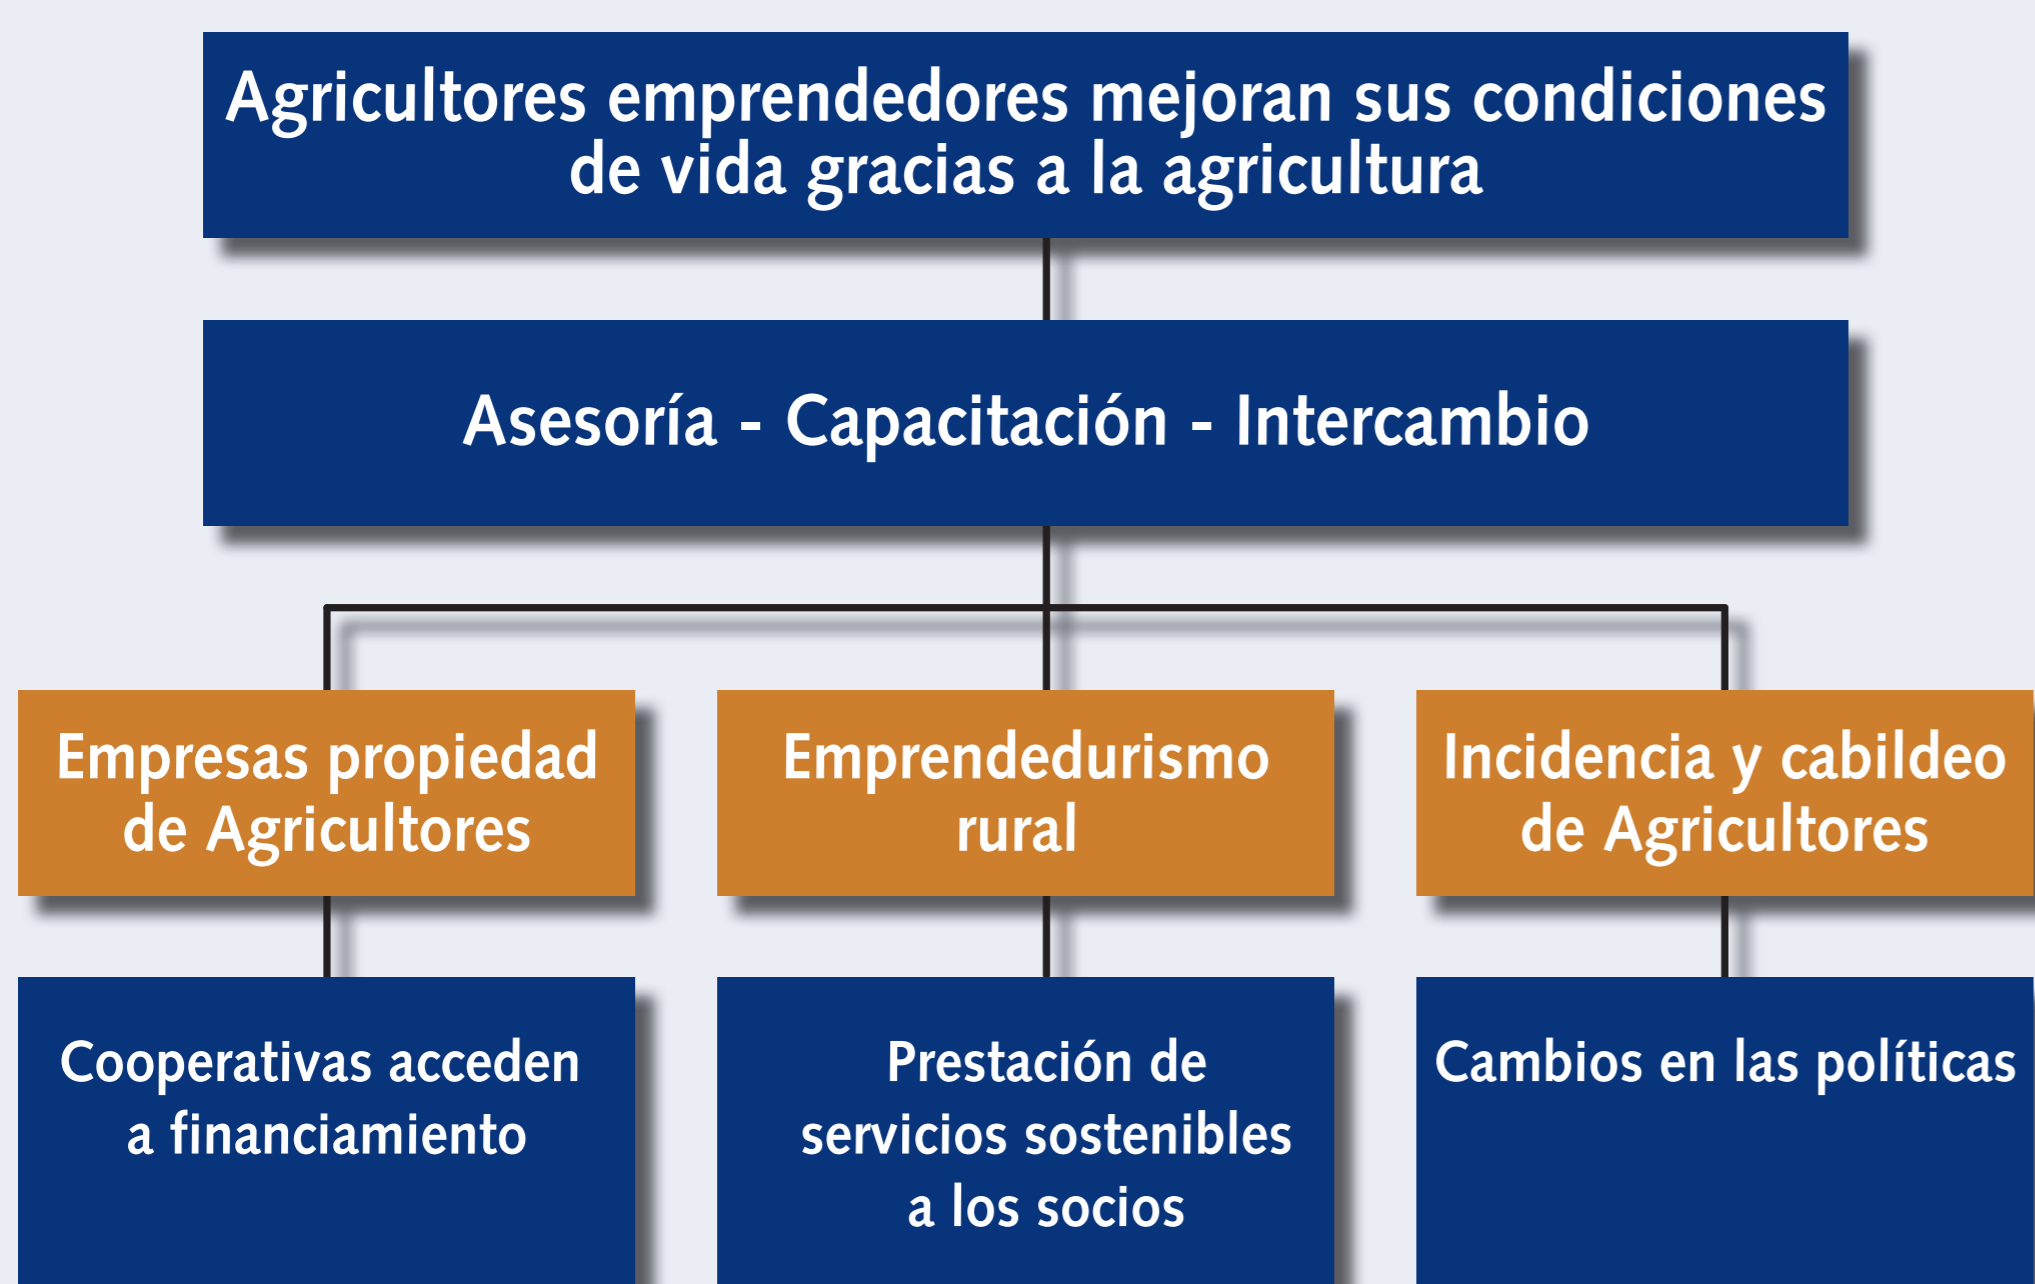 Agricultores emprendedores mejoran sus condiciones
de vida gracias a la agricultura
Asesoría - Capacitación - Intercambio
Empresas propiedad
de Agricultores
Emprendedurismo
rural
Incidencia y cabildeo
de Agricultores
Cooperativas acceden
a financiamiento
Prestación de
servicios sostenibles
a los socios
Cambios en las políticas